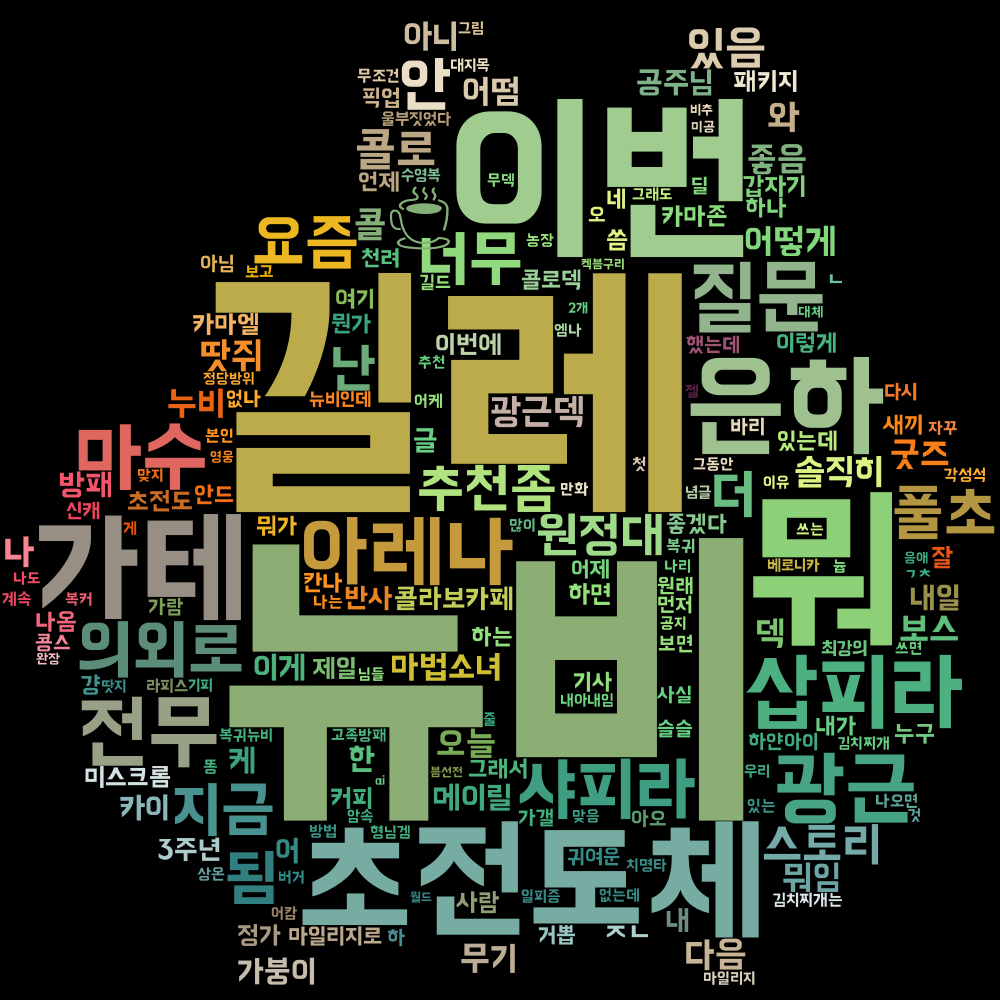 아니 그림
있음
무조건 안 대지목
픽업 어떰
공주님 패키지
울부짖었다
이번
비추
미공
와
콜로
좋음
언제 수영복
무덱
딜 갑자기
네 그래도
하나
콜
오 카마존
요즘
너무 농장
씀 어떻게
천려
아님
보고
길드 콜로덱 켁븜구리
질문
ㄴ
길레
여기
2개
대체
카마엘
뭔가
이번에 엠나
했는데 이렇게
땃쥐
난
추천
은하
정당방위
젤
다시
누비 없나 뉴비인데 어케
광근덱
바리
새끼 자꾸
마수
본인
글
있는데
굿즈
영웅
첫 그동안
솔직히
방패 맞지
추천좀 만화
더 이유
각성석
신캐 초전도 안드
념글
풀초
가테
게
뭐가
아레나
많이 원정대 좋겠다
뭐
쓰는
나
복귀
응애 잘
나도
칸나
어제
나리
베로니카 늅
ㄱㅊ
계속 복커 가람
나는 반사 콜라보카페
하면
원래
먼저
내일
뉴비
나옴
공지
덱
보스
콩스
의외로
하는
보면
최강의 쓰면
완장
이게 제일 님들 마법소녀
걍 땃지 라피스 기피
기사
내아내임
사실
샵피라
전무
줄
복귀뉴비
고족방패
오늘
슬슬
내가
하얀아이 김치찌개 누구
똥 케
한
봄선전 그래서
미스크롬
ai
우리
광근
카이 지금
커피
메이릴
샤피라
있는
나오면
암속
가갤 맞음 아오
것
방법 형님겜
3주년
됨 어
초전도체
귀여운 치명타
스토리
상온 버거
뭐임
월드 사람 일피증 없는데
김치찌개는
어캄
내
정가 마일리지로 하
거뽑
가붕이
무기
다음
마일리지